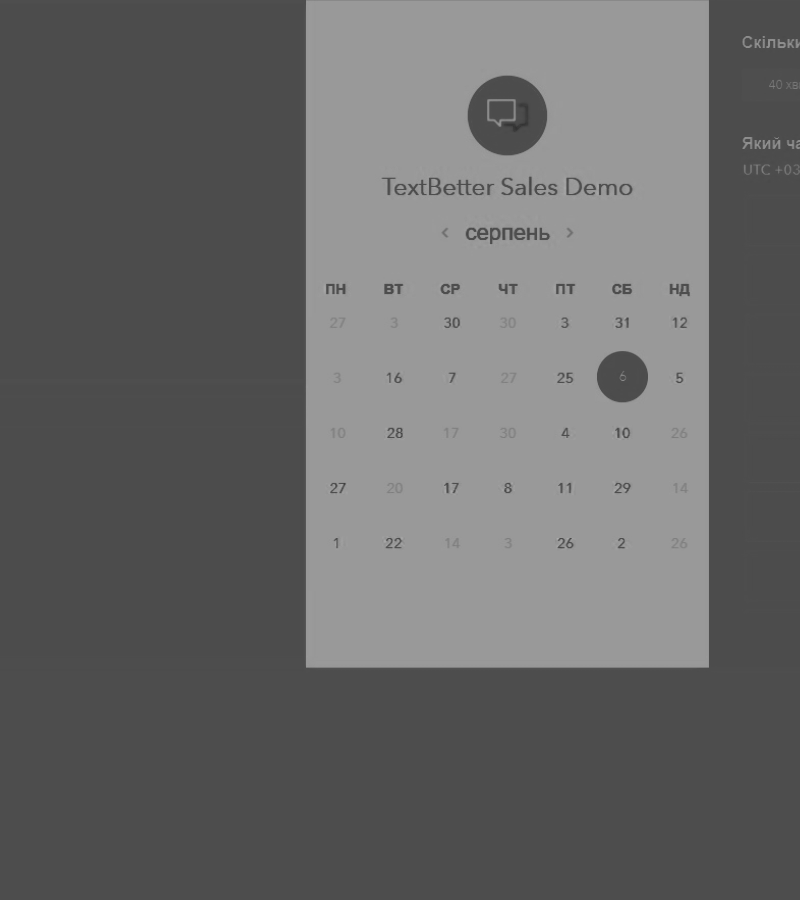 TextBetter Sales Demo
‹ серпень ›
ПН ВТ СР ЧТ ПТ СБ НД
27 3 30 30 3 31 12
3 16 7 27 25 6 5
10 28 17 30 4 10 26
27 20 17 8 11 29 14
1 22 14 3 26 2 26
Скільки
40 хв
Який ча
UTC +03